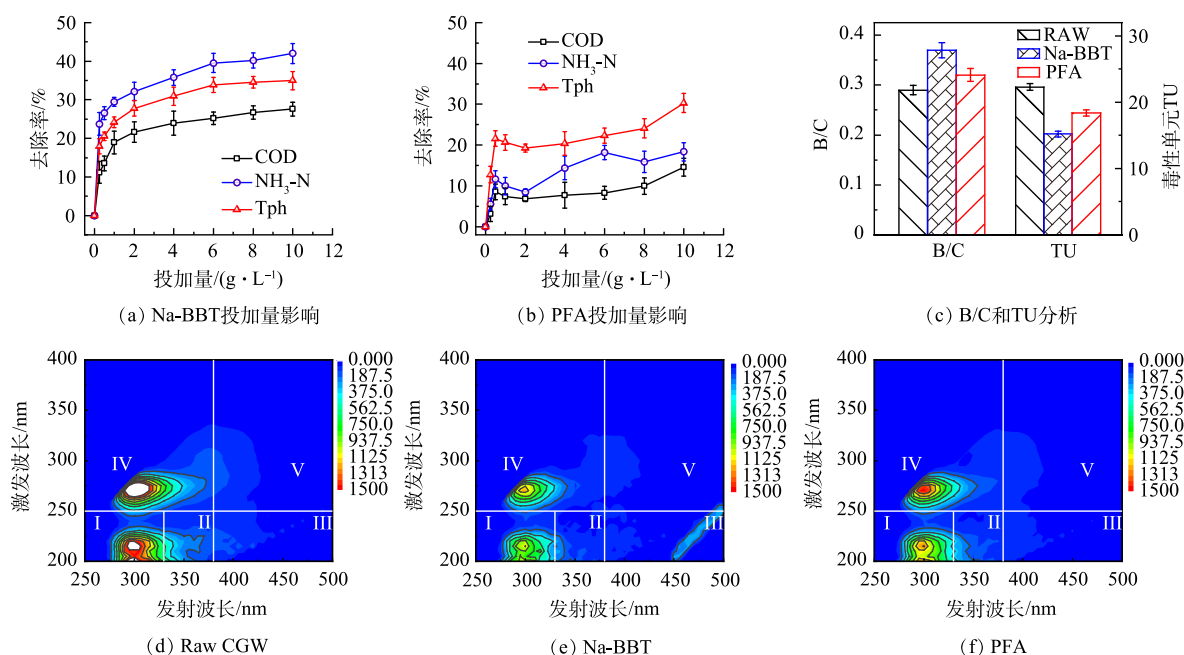 50
40
30
20
10
0
去除率/%
COD
NH₃-N
Tph
0 2 4 6 8 10 12
投加量/(g·L⁻¹)
(a) Na-BBT投加量影响
50
40
30
20
10
0
去除率/%
COD
NH₃-N
Tph
0 2 4 6 8 10 12
投加量/(g·L⁻¹)
(b) PFA投加量影响
0.4
0.3
0.2
0.1
0
B/C
RAW
Na-BBT
PFA
30
20
10
0
毒性单元TU
B/C TU
(c) B/C和TU分析
400
350
300
250
200
激发波长/nm
IV
V
I
II
III
0.000
187.5
375.0
562.5
750.0
937.5
1125
1313
1500
250 300 350 400 450 500
发射波长/nm
(d) Raw CGW
400
350
300
250
200
激发波长/nm
IV
V
I
II
III
0.000
187.5
375.0
562.5
750.0
937.5
1125
1313
1500
250 300 350 400 450 500
发射波长/nm
(e) Na-BBT
400
350
300
250
200
激发波长/nm
IV
V
I
II
III
0.000
187.5
375.0
562.5
750.0
937.5
1125
1313
1500
250 300 350 400 450 500
发射波长/nm
(f) PFA